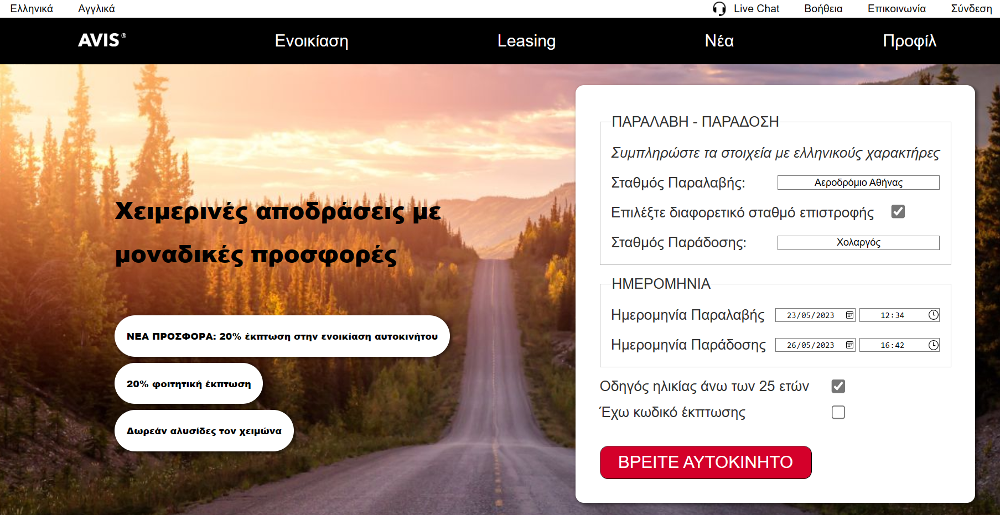 Ελληνικά Αγγλικά Live Chat Βοήθεια Επικοινωνία Σύνδεση
AVIS® Ενοικίαση Leasing Νέα Προφίλ
Χειμερινές αποδράσεις με
μοναδικές προσφορές
ΝΕΑ ΠΡΟΣΦΟΡΑ: 20% έκπτωση στην ενοικίαση αυτοκινήτου
20% φοιτητική έκπτωση
Δωρεάν αλυσίδες τον χειμώνα
ΠΑΡΑΛΑΒΗ - ΠΑΡΑΔΟΣΗ
Συμπληρώστε τα στοιχεία με ελληνικούς χαρακτήρες
Σταθμός Παραλαβής: Αεροδρόμιο Αθήνας
Επιλέξτε διαφορετικό σταθμό επιστροφής
Σταθμός Παράδοσης: Χολαργός
ΗΜΕΡΟΜΗΝΙΑ
Ημερομηνία Παραλαβής 23/05/2023 12:34
Ημερομηνία Παράδοσης 26/05/2023 16:42
Οδηγός ηλικίας άνω των 25 ετών
Έχω κωδικό έκπτωσης
ΒΡΕΙΤΕ ΑΥΤΟΚΙΝΗΤΟ